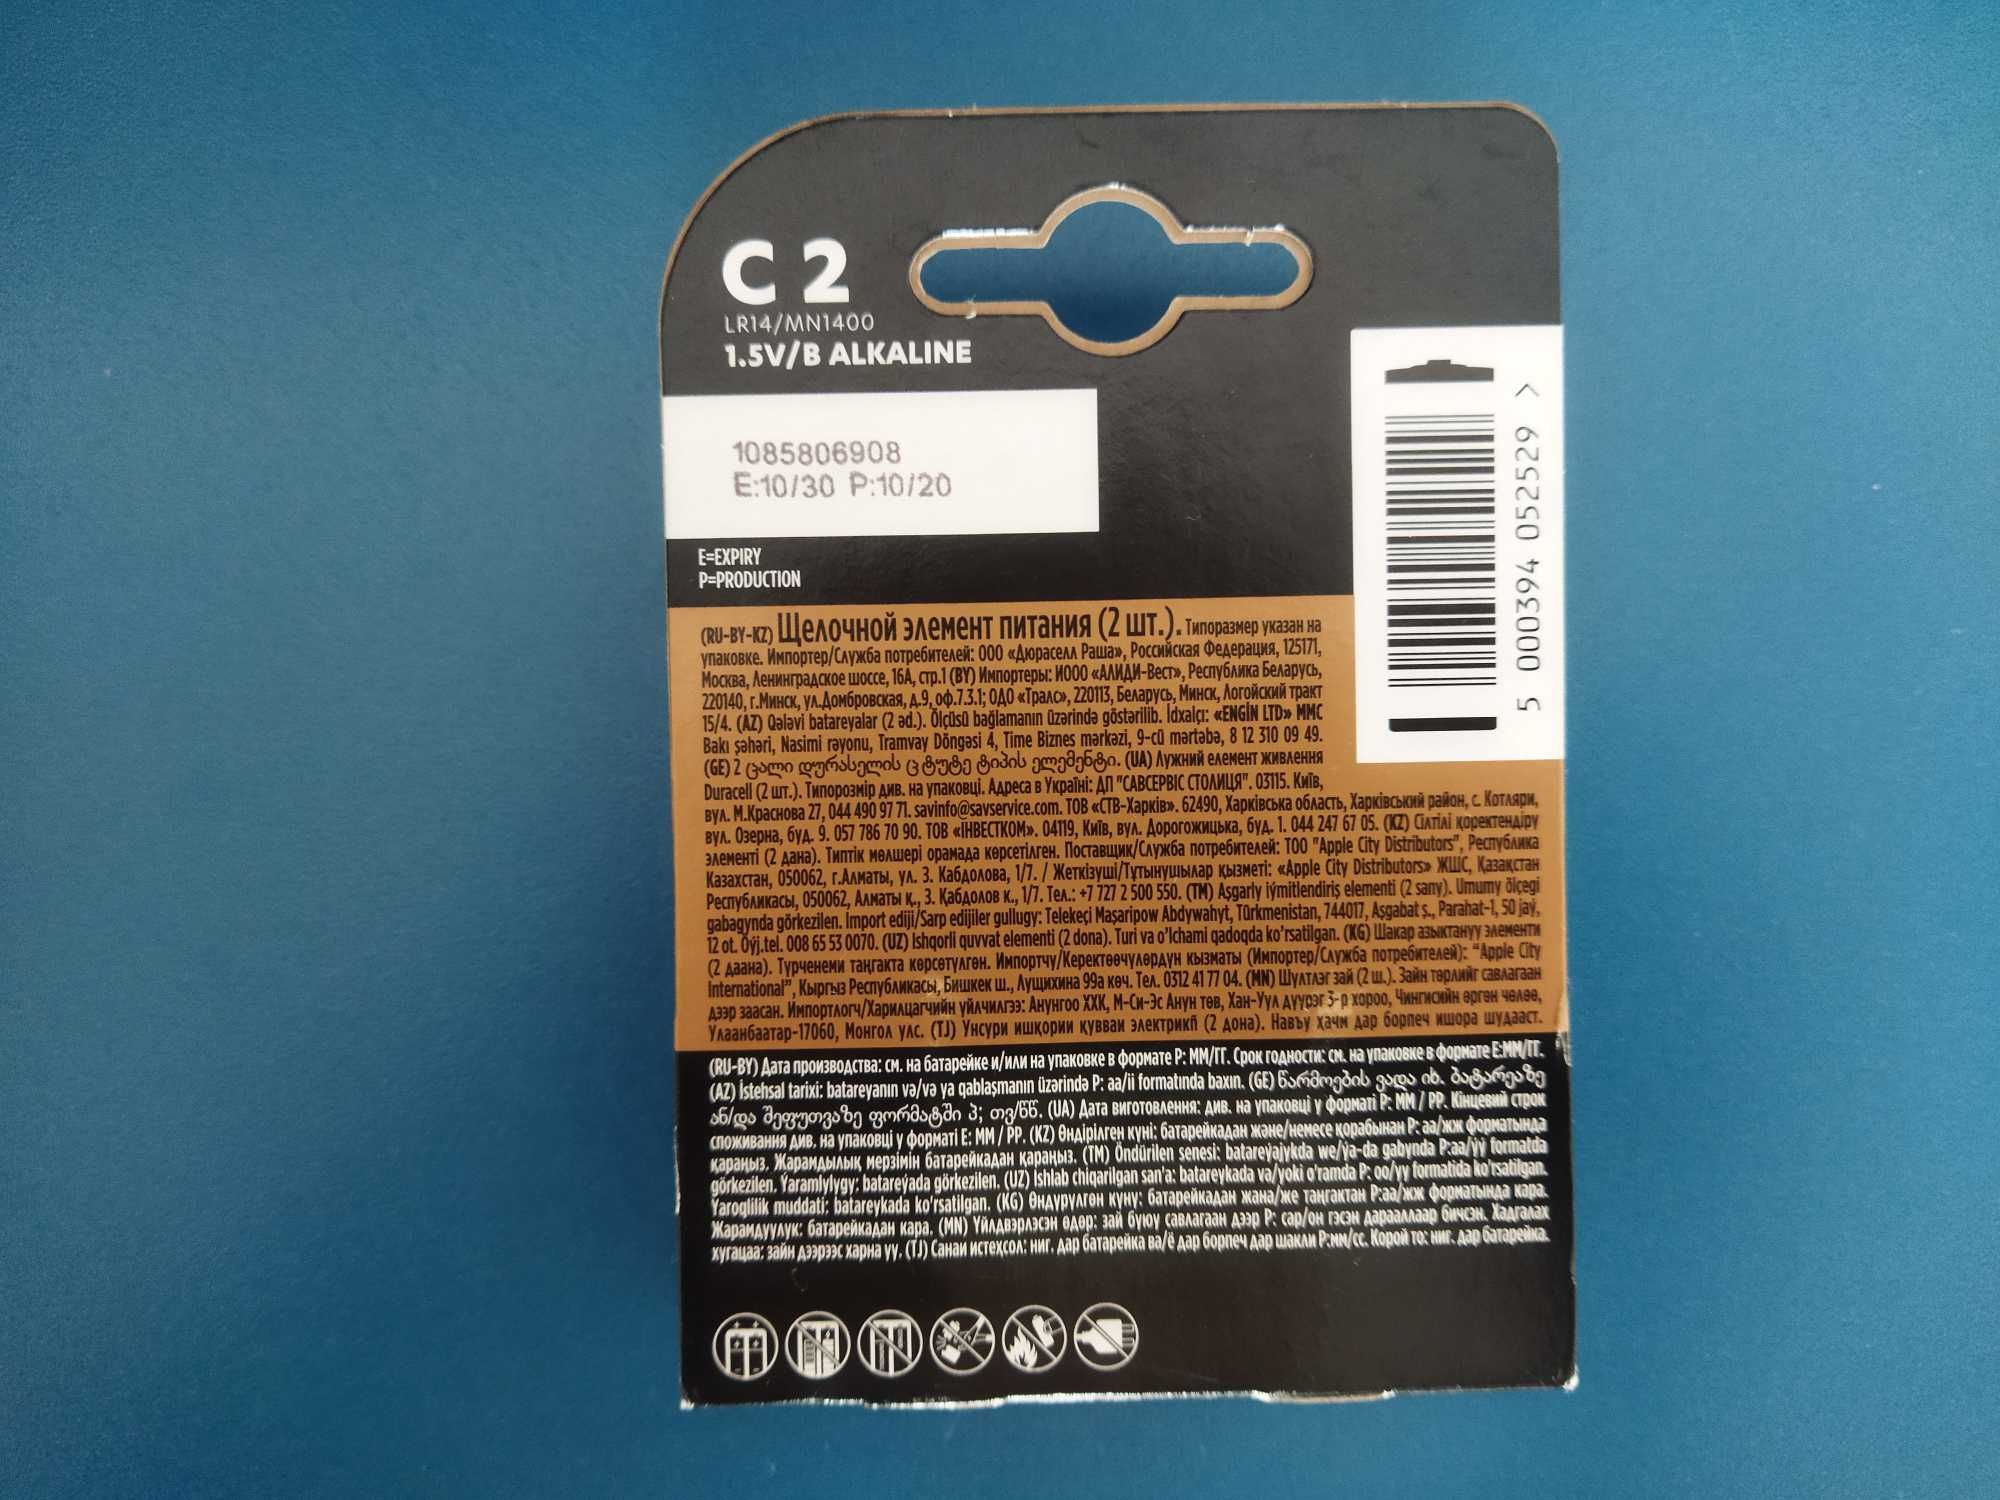 C 2
LR14/MN1400
1.5V/B ALKALINE
1085806908
E:10/30 P:10/20
E=EXPIRY
P=PRODUCTION
5 000394 052529 >
(RU-BY-KZ) Щелочной элемент питания (2 шт.). Типоразмер указан на
упаковке. Импортер/Служба потребителей: ООО «Дюраселл Раша», Российская Федерация, 125171,
Москва, Ленинградское шоссе, 16А, стр.1 (BY) Импортеры: ИООО «АЛИДИ-Вест», Республика Беларусь,
220140, г.Минск, ул.Домбровская, д.9, оф.7.3.1; ОДО «Тралс», 220113, Беларусь, Минск, Логойский тракт
15/4. (AZ) Qələvi batareyalar (2 əd.). Ölçüsü bağlamanın üzərində göstərilib. İdxalçı: «ENGİN LTD» MMC
Bakı şəhəri, Nasimi rəyonu, Tramvay Döngəsi 4, Time Biznes mərkəzi, 9-cü mərtəbə, 8 12 310 09 49.
(GE) 2 ცალი დურასელის ც ტუტე ტიპის ელემენტი. (UA) Лужний елемент живлення
Duracell (2 шт.). Типорозмір див. на упаковці. Адреса в Україні: ДП "САВСЕРВІС СТОЛИЦЯ". 03115. Київ,
вул. М.Краснова 27, 044 490 97 71. savinfo@savservice.com. ТОВ «СТВ-Харків». 62490, Харківська область, Харківський район, с. Котляри,
вул. Озерна, буд. 9. 057 786 70 90. ТОВ «ІНВЕСТКОМ». 04119, Київ, вул. Дорогожицька, буд. 1. 044 247 67 05. (KZ) Сілтілі қоректендіру
элементі (2 дана). Типтік мөлшері орамада көрсетілген. Поставщик/Служба потребителей: ТОО "Apple City Distributors", Республика
Казахстан, 050062, г.Алматы, ул. З. Кабдолова, 1/7. / Жеткізуші/Тұтынушылар қызметі: «Apple City Distributors» ЖШС, Қазақстан
Республикасы, 050062, Алматы қ., З. Қабдолов к., 1/7. Тел.: +7 727 2 500 550. (TM) Aşgarly iýmitlendiriş elementi (2 sany). Umumy ölçegi
gabagynda görkezilen. Import ediji/Sarp edijiler gullugy: Telekeçi Maşaripow Abdywahyt, Türkmenistan, 744017, Aşgabat ş., Parahat-1, 50 jaý,
12 ot. Öýj.tel. 008 65 53 0070. (UZ) Ishqorli quvvat elementi (2 dona). Turi va o'lchami qadoqda ko'rsatilgan. (KG) Шакар азыктануу элементи
(2 даана). Түрченеми таңгакта көрсөтүлгөн. Импортчу/Керектөөчүлөрдүн кызматы (Импортер/Служба потребителей): "Apple City
International", Кыргыз Республикасы, Бишкек ш., Лущихина 99а көч. Тел. 0312 41 77 04. (MN) Шүлтлэг зай (2 ш.). Зайн төрлийг савлагаан
дээр заасан. Импортлогч/Харилцагчийн үйлчилгээ: Анунгоо ХХК, М-Си-Эс Анун төв, Хан-Уул дүүрэг 3-р хороо, Чингисийн өргөн чөлөө,
Улаанбаатар-17060, Монгол улс. (TJ) Унсури ишқории қувваи электрикй (2 дона). Навъу ҳаҷм дар борпеч ишора шудааст.
(RU-BY) Дата производства: см. на батарейке и/или на упаковке в формате P: ММ/ГГ. Срок годности: см. на упаковке в формате E:ММ/ГГ.
(AZ) İstehsal tarixi: batareyanın və/və ya qablaşmanın üzərində P: aa/ii formatında baxın. (GE) წარმოების ვადა იხ. ბატარეაზე
ან/და შეფუთვაზე ფორმატში პ; თვ/წწ. (UA) Дата виготовлення: див. на упаковці у форматі P: ММ / РР. Кінцевий строк
споживання див. на упаковці у форматі E: ММ / РР. (KZ) Өндірілген күні: батарейкадан және/немесе қорабынан P: аа/жж форматында
қараңыз. Жарамдылық мерзімін батарейкадан қараңыз. (TM) Öndürilen senesi: batareýajykda we/ýa-da gabynda P:aa/ýý formatda
görkezilen. Ýaramlylygy: batareýada görkezilen. (UZ) Ishlab chiqarilgan san'a: batareykada va/yoki o'ramda P: oo/yy formatida ko'rsatilgan.
Yaroqlilik muddati: batareykada ko'rsatilgan. (KG) Өндүрүлгөн күнү: батарейкадан жана/же таңгактан P:аа/жж форматында кара.
Жарамдуулук: батарейкадан кара. (MN) Үйлдвэрлэсэн өдөр: зай буюу савлагаан дээр P: сар/он гэсэн дарааллаар бичсэн. Хадгалах
хугацаа: зайн дээрээс харна уу. (TJ) Санаи истеҳсол: ниг. дар батарейка ва/ё дар борпеч дар шакли P:мм/сс. Корой то: ниг. дар батарейка.